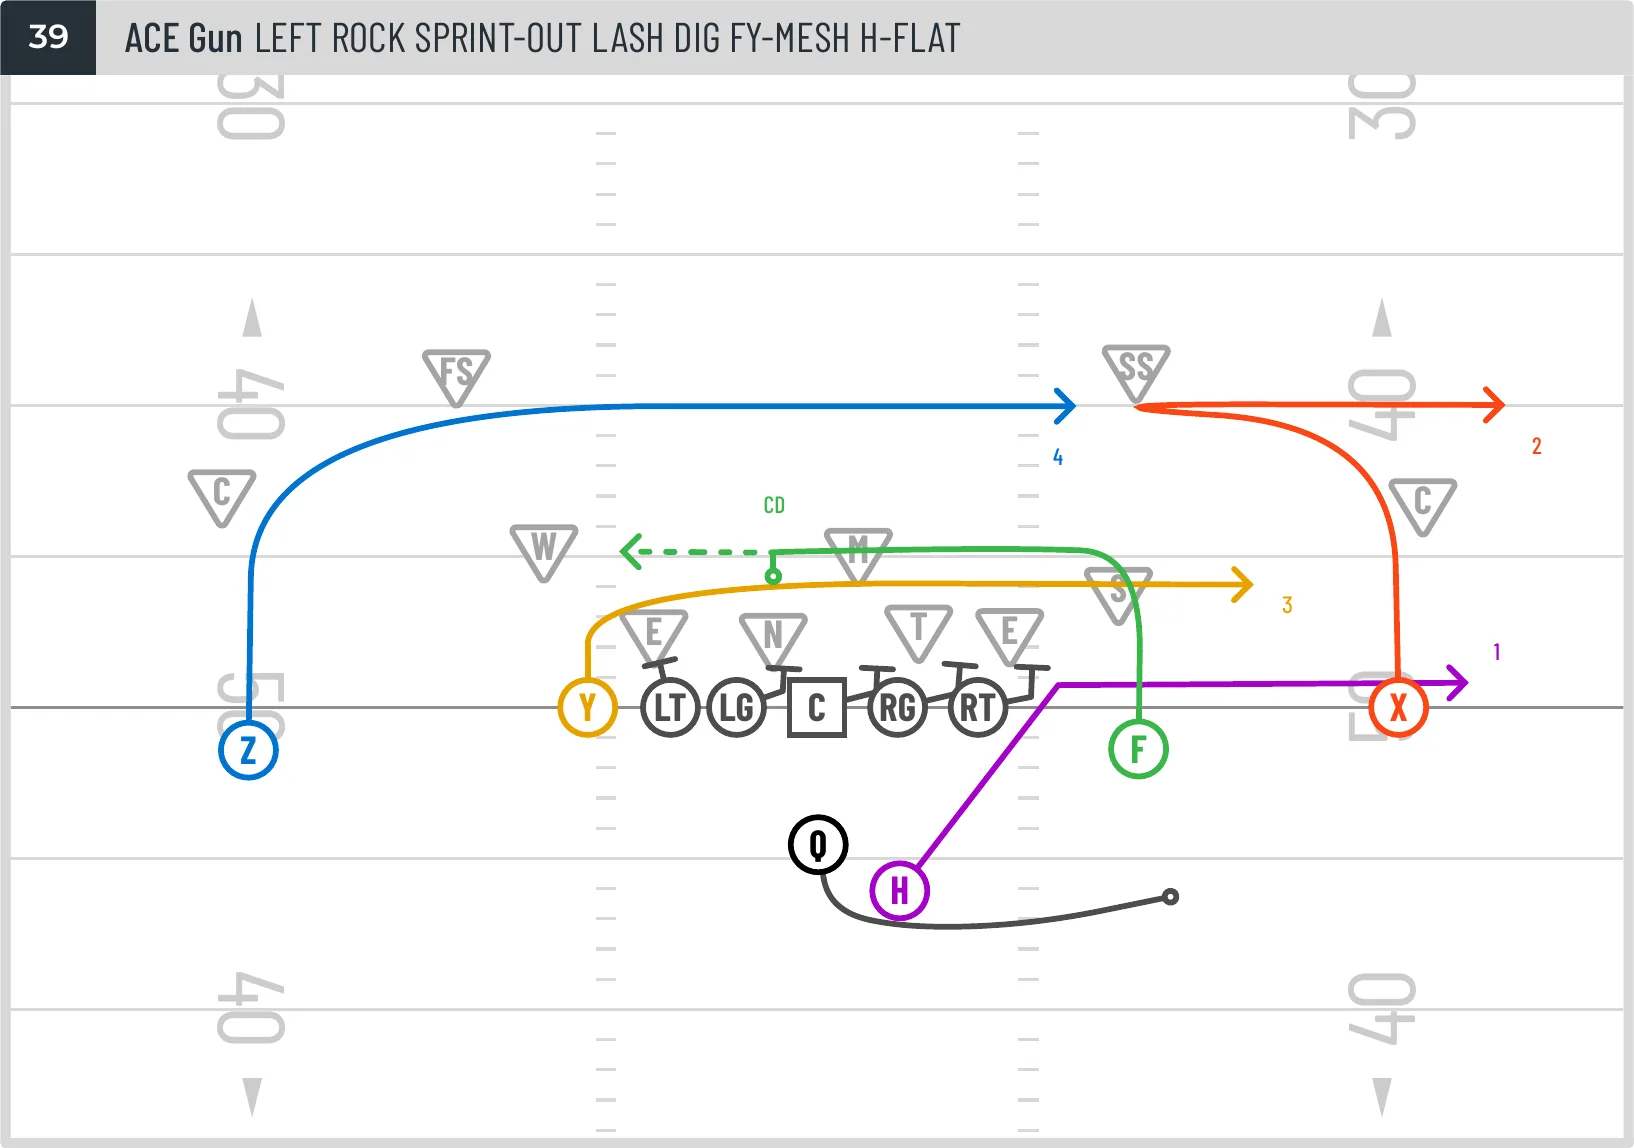 39 ACE Gun LEFT ROCK SPRINT-OUT LASH DIG FY-MESH H-FLAT
30 30
FS SS
40 40
4 2
C C
CD
W M
S
3
E N T E
1
50 50
Y LT LG C RG RT X
Z F
Q
H
40 40